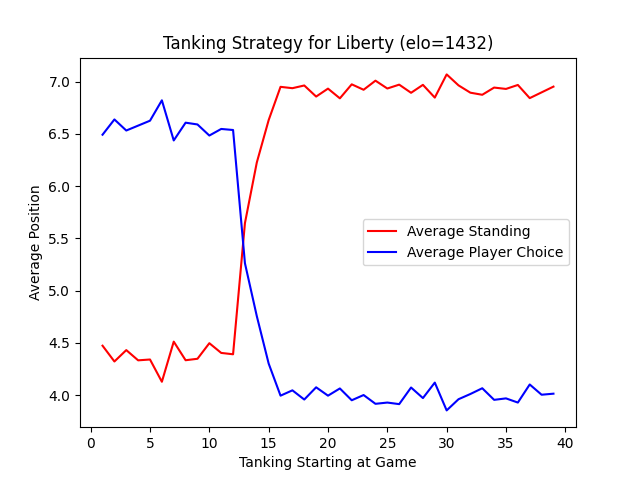 Tanking Strategy for Liberty (elo=1432)
Average Position
7.0
6.5
6.0
5.5
5.0
4.5
4.0
Average Standing
Average Player Choice
0 5 10 15 20 25 30 35 40
Tanking Starting at Game